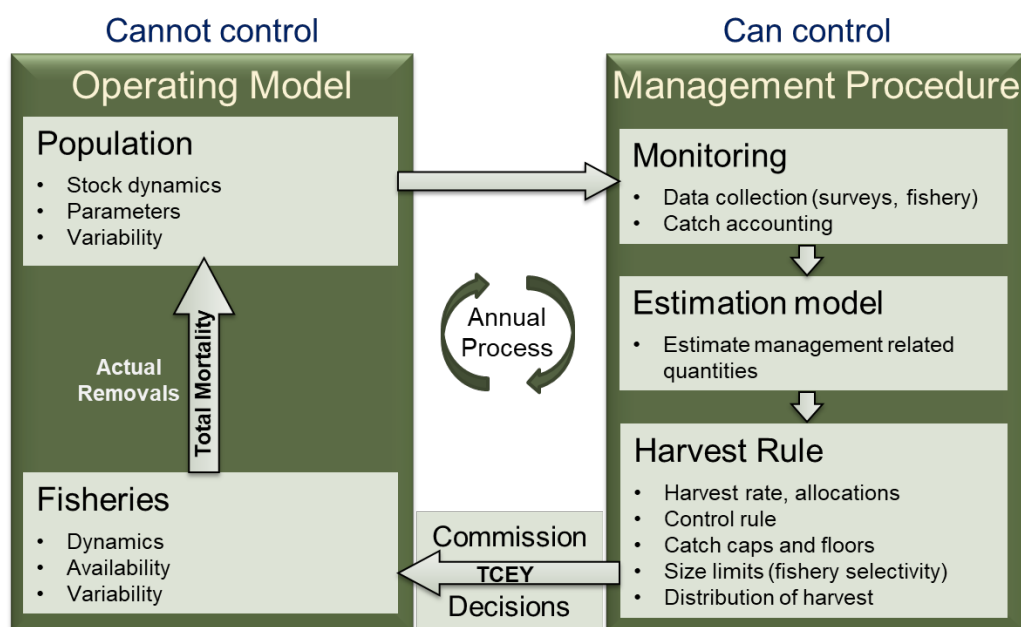 Cannot control
Operating Model
Population
• Stock dynamics
• Parameters
• Variability
Actual
Removals
Total Mortality
Fisheries
• Dynamics
• Availability
• Variability
Annual
Process
Commission
TCEY
Decisions
Can control
Management Procedure
Monitoring
• Data collection (surveys, fishery)
• Catch accounting
Estimation model
• Estimate management related
quantities
Harvest Rule
• Harvest rate, allocations
• Control rule
• Catch caps and floors
• Size limits (fishery selectivity)
• Distribution of harvest